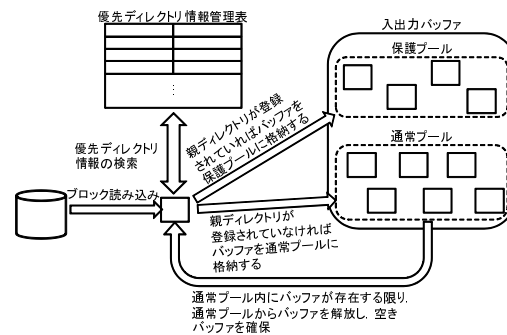 優先ディレクトリ情報管理表
入出力バッファ
保護プール
⋮
親ディレクトリが登録
されていればバッファを
保護プールに格納する
優先ディレクトリ
情報の検索
通常プール
ブロック読み込み
親ディレクトリが
登録されていなければ
バッファを通常プールに
格納する
通常プール内にバッファが存在する限り,
通常プールからバッファを解放し, 空き
バッファを確保